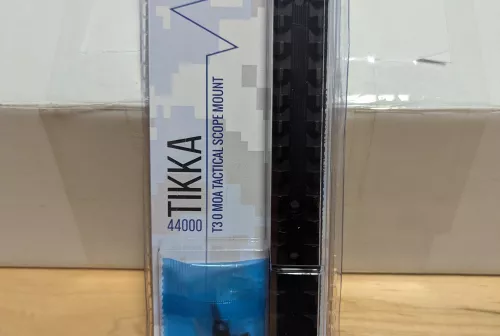 TIKKA
44000
T3 0 MOA TACTICAL SCOPE MOUNT